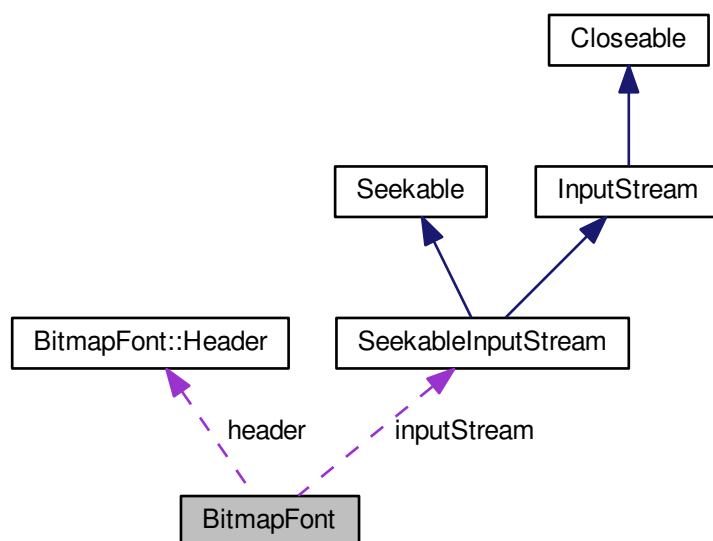 Closeable
Seekable
InputStream
BitmapFont::Header
SeekableInputStream
header
inputStream
BitmapFont